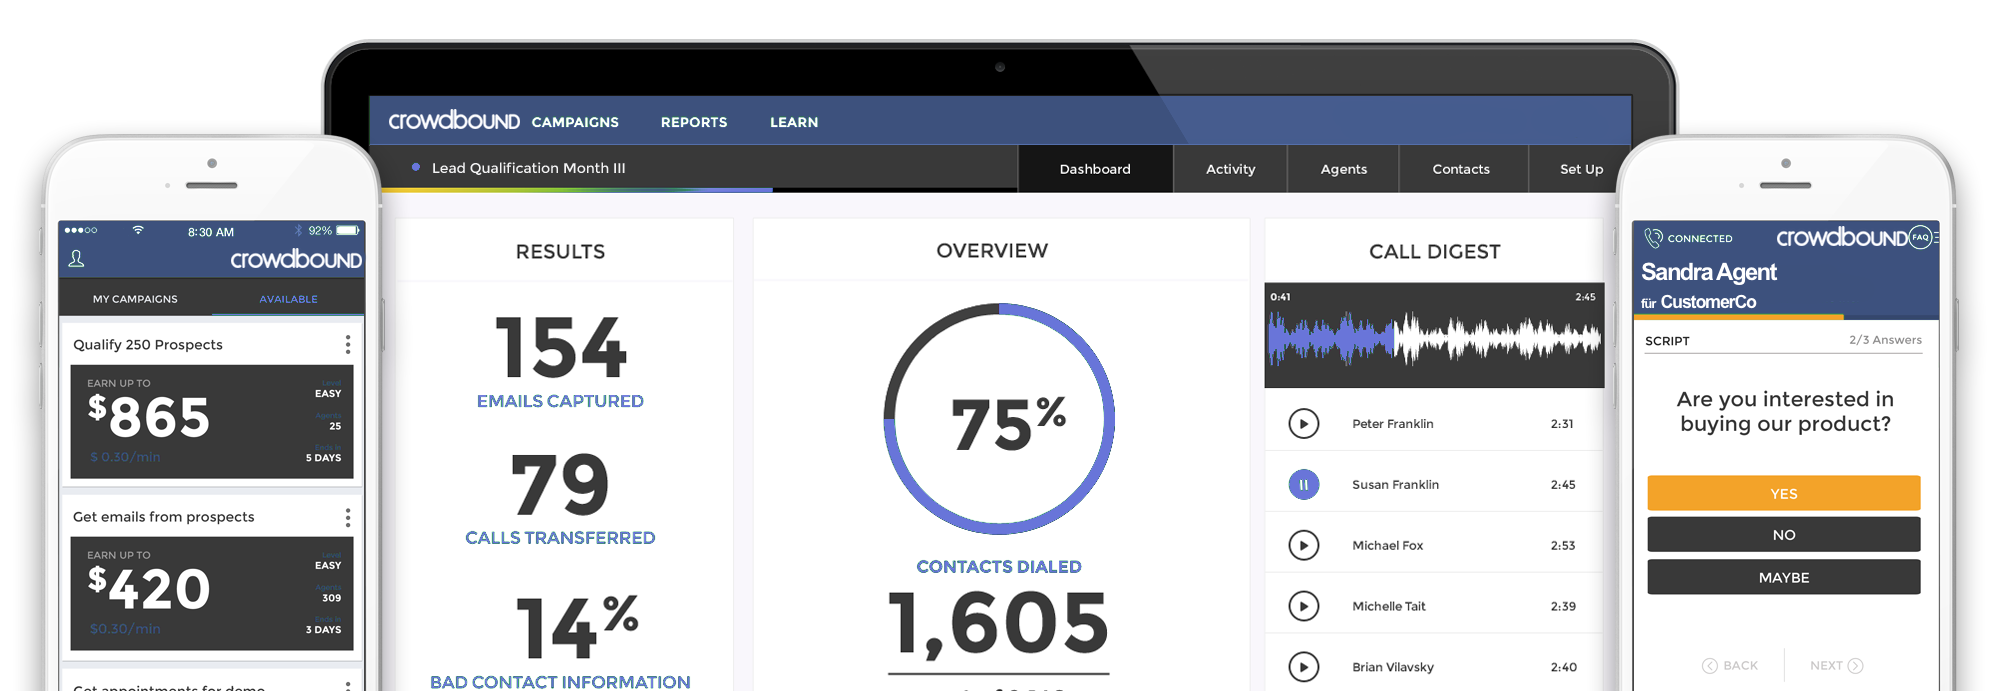 8:30 AM
92%
crowdbound
MY CAMPAIGNS
AVAILABLE
Qualify 250 Prospects
EARN UP TO
$865
$ 0.30/min
Level
EASY
Agents
25
Ends in
5 DAYS
Get emails from prospects
EARN UP TO
$420
$0.30/min
Level
EASY
Agents
309
Ends in
3 DAYS
Get appointments for demo
crowdbound CAMPAIGNS REPORTS LEARN
Lead Qualification Month III
Dashboard Activity Agents Contacts Set Up
RESULTS
154
EMAILS CAPTURED
79
CALLS TRANSFERRED
14%
BAD CONTACT INFORMATION
OVERVIEW
75%
CONTACTS DIALED
1,605
CALL DIGEST
0:41 2:45
Peter Franklin 2:31
Susan Franklin 2:45
Michael Fox 2:53
Michelle Tait 2:39
Brian Vilavsky 2:40
CONNECTED crowdbound FAQ
Sandra Agent
für CustomerCo
SCRIPT 2/3 Answers
Are you interested in
buying our product?
YES
NO
MAYBE
BACK NEXT